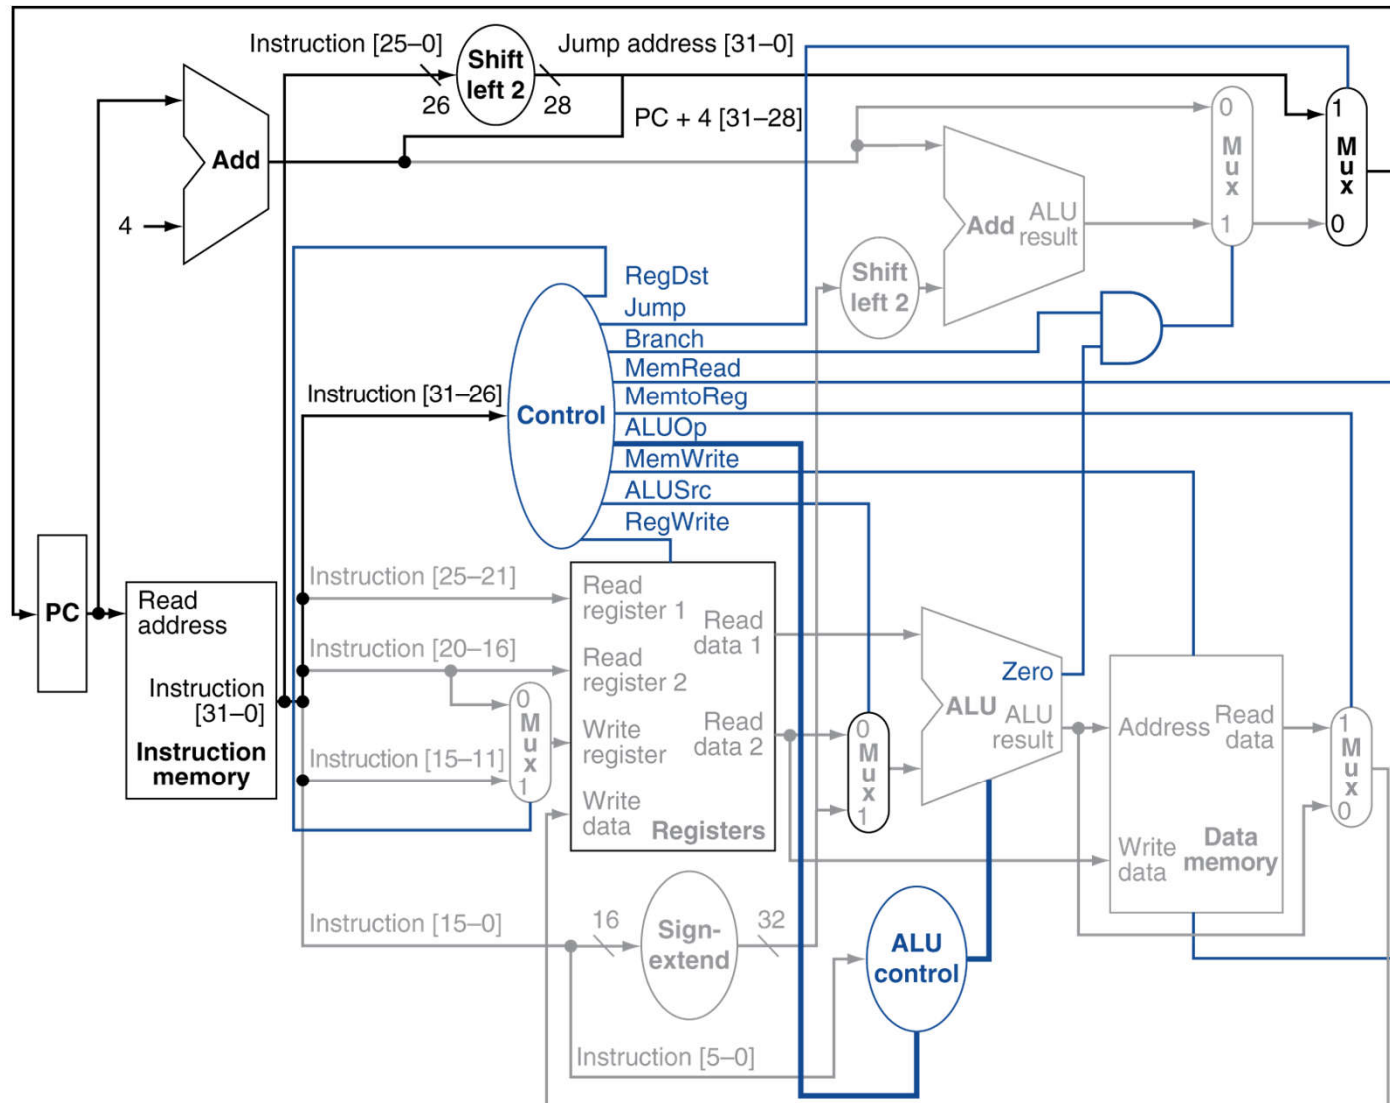 Instruction [25–0]
Shift
left 2
Jump address [31–0]
26
28
PC + 4 [31–28]
Add
4
0
M
u
x
1
1
M
u
x
0
Add
ALU
result
Shift
left 2
RegDst
Jump
Branch
MemRead
MemtoReg
ALUOp
MemWrite
ALUSrc
RegWrite
Instruction [31–26]
Control
PC
Read
address
Instruction
[31–0]
Instruction
memory
Instruction [25–21]
Instruction [20–16]
Instruction [15–11]
0
M
u
x
1
Read
register 1
Read
register 2
Write
register
Write
data
Read
data 1
Read
data 2
Registers
0
M
u
x
1
Zero
ALU
ALU
result
Address
Read
data
Write
data
Data
memory
1
M
u
x
0
Instruction [15–0]
16
Sign-
extend
32
ALU
control
Instruction [5–0]